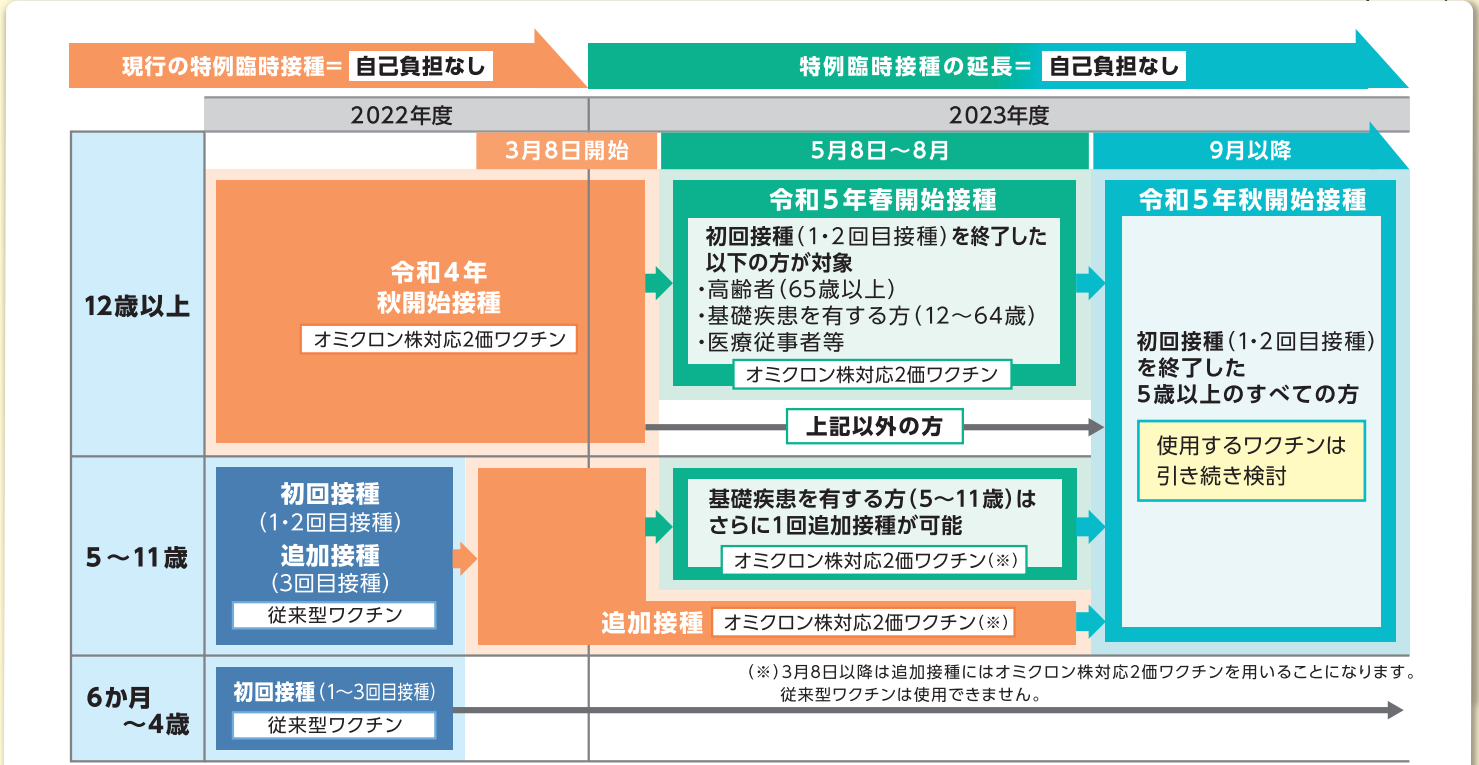 現行の特例臨時接種= 自己負担なし
特例臨時接種の延長= 自己負担なし
2022年度
2023年度
3月8日開始
5月8日～8月
9月以降
12歳以上
令和4年
秋開始接種
オミクロン株対応2価ワクチン
令和5年春開始接種
初回接種(1・2回目接種)を終了した
以下の方が対象
・高齢者(65歳以上)
・基礎疾患を有する方(12～64歳)
・医療従事者等
オミクロン株対応2価ワクチン
上記以外の方
令和5年秋開始接種
初回接種(1・2回目接種)
を終了した
5歳以上のすべての方
使用するワクチンは
引き続き検討
5～11歳
初回接種
(1・2回目接種)
追加接種
(3回目接種)
従来型ワクチン
基礎疾患を有する方(5～11歳)は
さらに1回追加接種が可能
オミクロン株対応2価ワクチン(※)
追加接種 オミクロン株対応2価ワクチン(※)
6か月
～4歳
初回接種(1～3回目接種)
従来型ワクチン
(※)3月8日以降は追加接種にはオミクロン株対応2価ワクチンを用いることになります。
従来型ワクチンは使用できません。